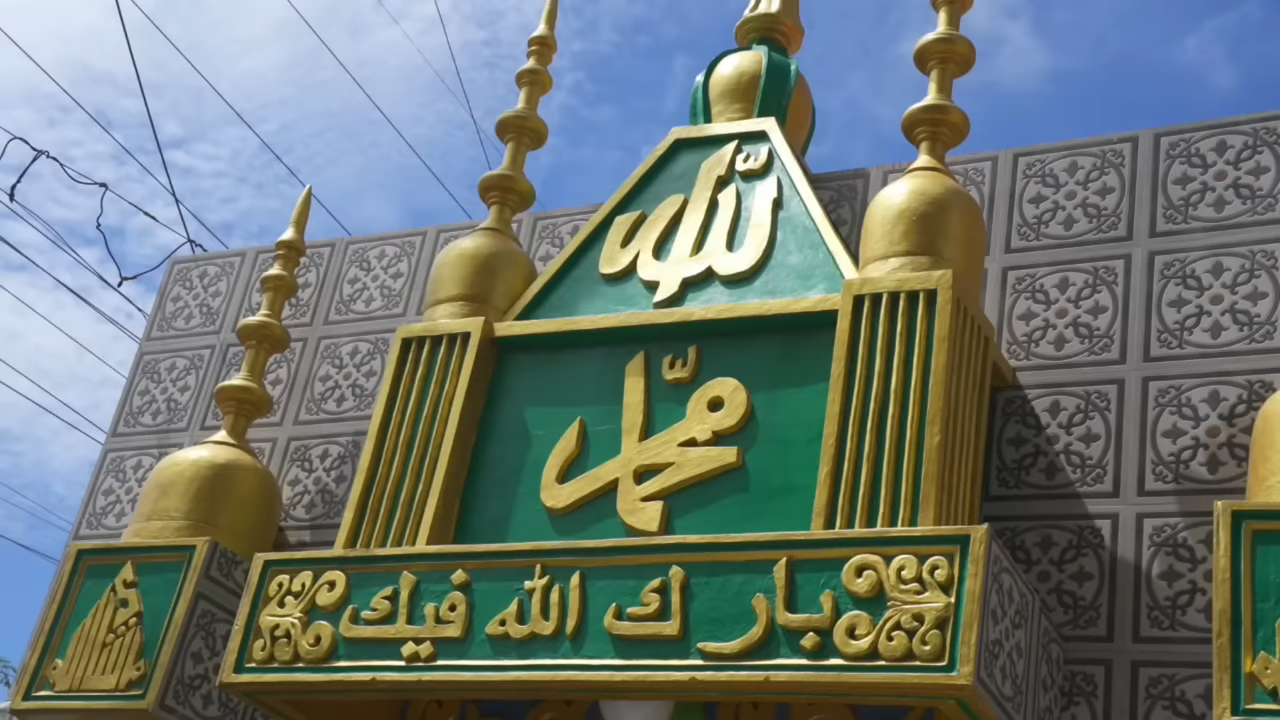 الله
محمد
بارك الله فيك